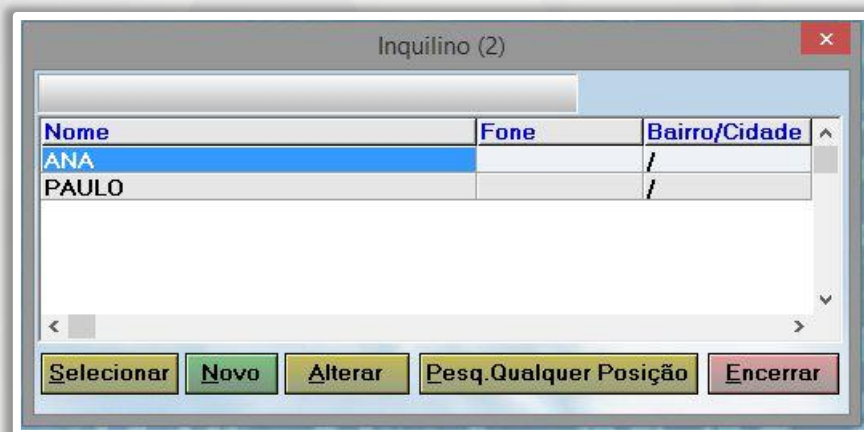 Inquilino (2)
Nome Fone Bairro/Cidade
ANA /
PAULO /
Selecionar Novo Alterar Pesq.Qualquer Posição Encerrar